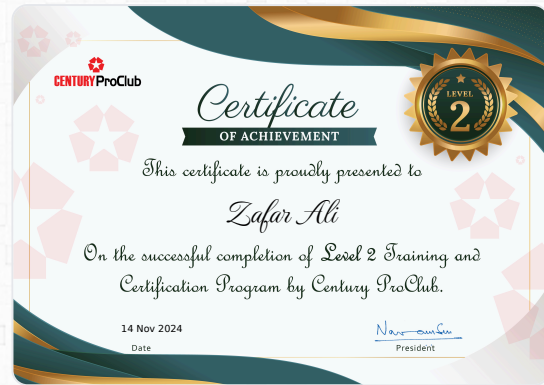 CENTURY ProClub
LEVEL
2
Certificate
OF ACHIEVEMENT
This certificate is proudly presented to
Zafar Ali
On the successful completion of Level 2 Training and
Certification Program by Century ProClub.
14 Nov 2024
Date
President